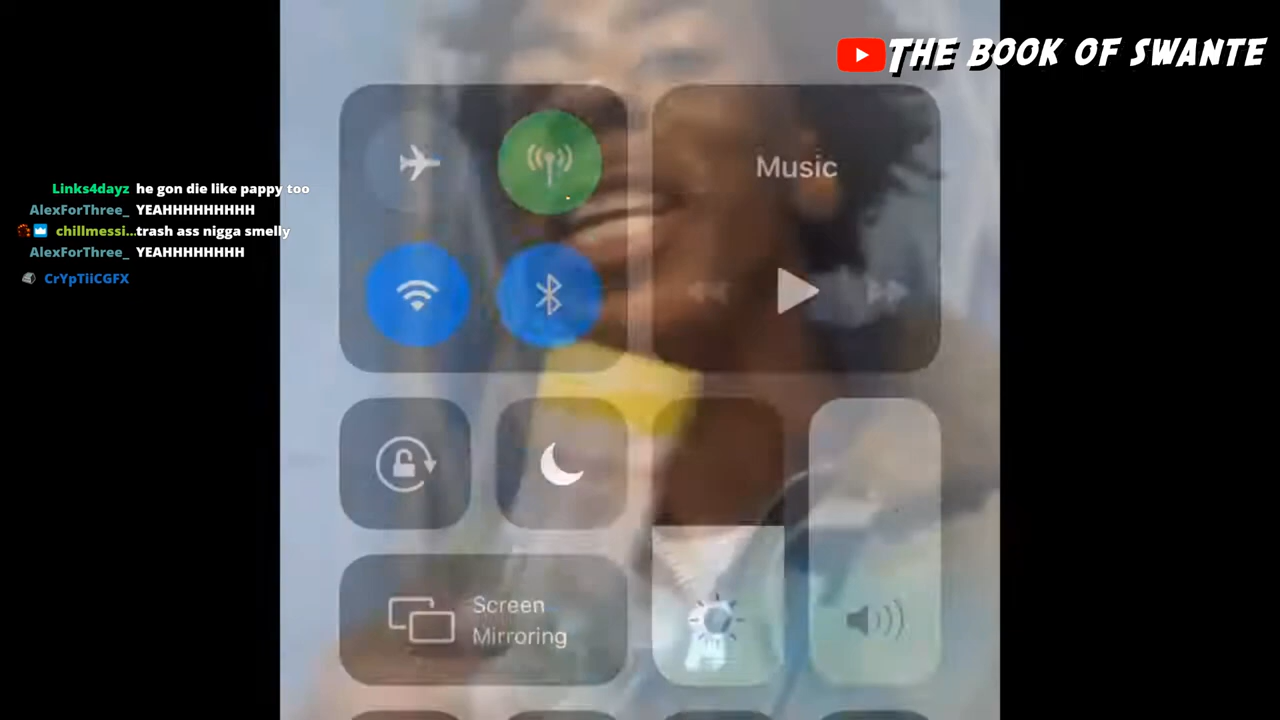 THE BOOK OF SWANTE
Music
Links4dayz he gon die like pappy too
AlexForThree_ YEAHHHHHHHHH
chillmessi...trash ass nigga smelly
AlexForThree_ YEAHHHHHHHH
CrYpTiiCGFX
Screen
Mirroring